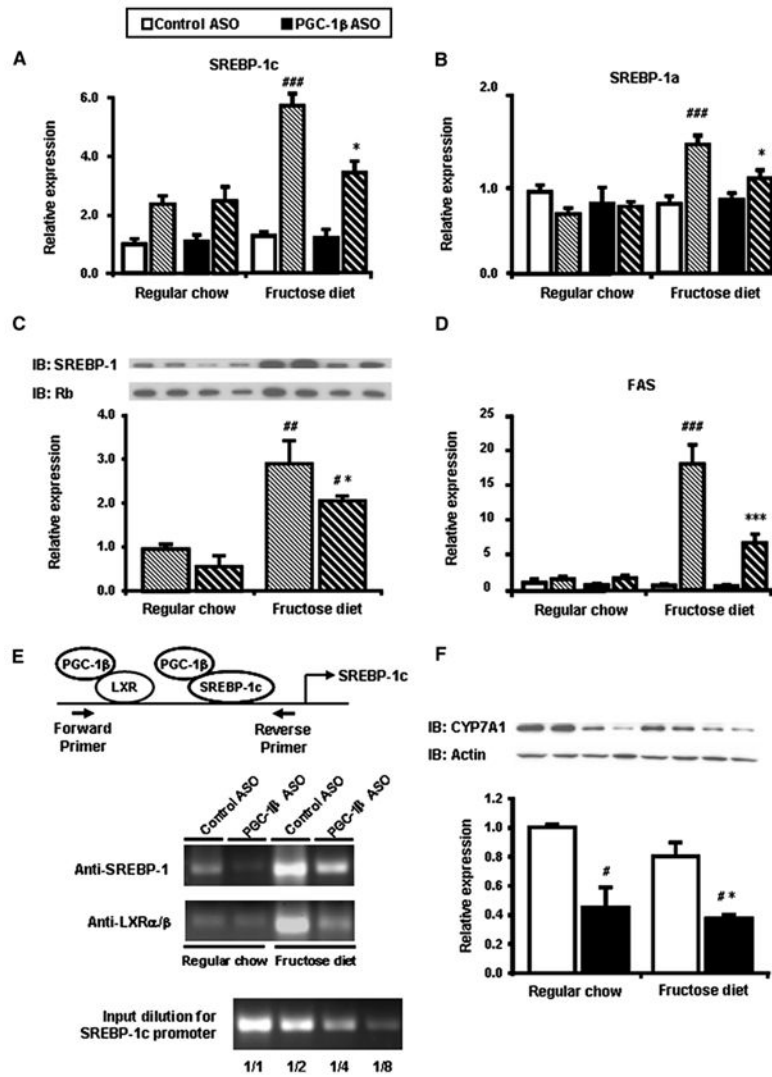 Control ASO PGC-1β ASO
A
SREBP-1c
Relative expression
6.0
4.0
2.0
0.0
###
*
Regular chow Fructose diet
B
SREBP-1a
Relative expression
2.0
1.0
0.0
###
*
Regular chow Fructose diet
C
IB: SREBP-1
IB: Rb
Relative expression
4.0
3.0
2.0
1.0
0.0
##
# *
Regular chow Fructose diet
D
FAS
Relative expression
25
20
15
10
5
0
###
***
Regular chow Fructose diet
E
PGC-1β PGC-1β
LXR SREBP-1c
SREBP-1c
Forward Primer
Reverse Primer
Control ASO
PGC-1β ASO
Control ASO
PGC-1β ASO
Anti-SREBP-1
Anti-LXRα/β
Regular chow Fructose diet
Input dilution for
SREBP-1c promoter
1/1 1/2 1/4 1/8
F
IB: CYP7A1
IB: Actin
Relative expression
1.2
1.0
0.8
0.6
0.4
0.2
0.0
#
# *
Regular chow Fructose diet